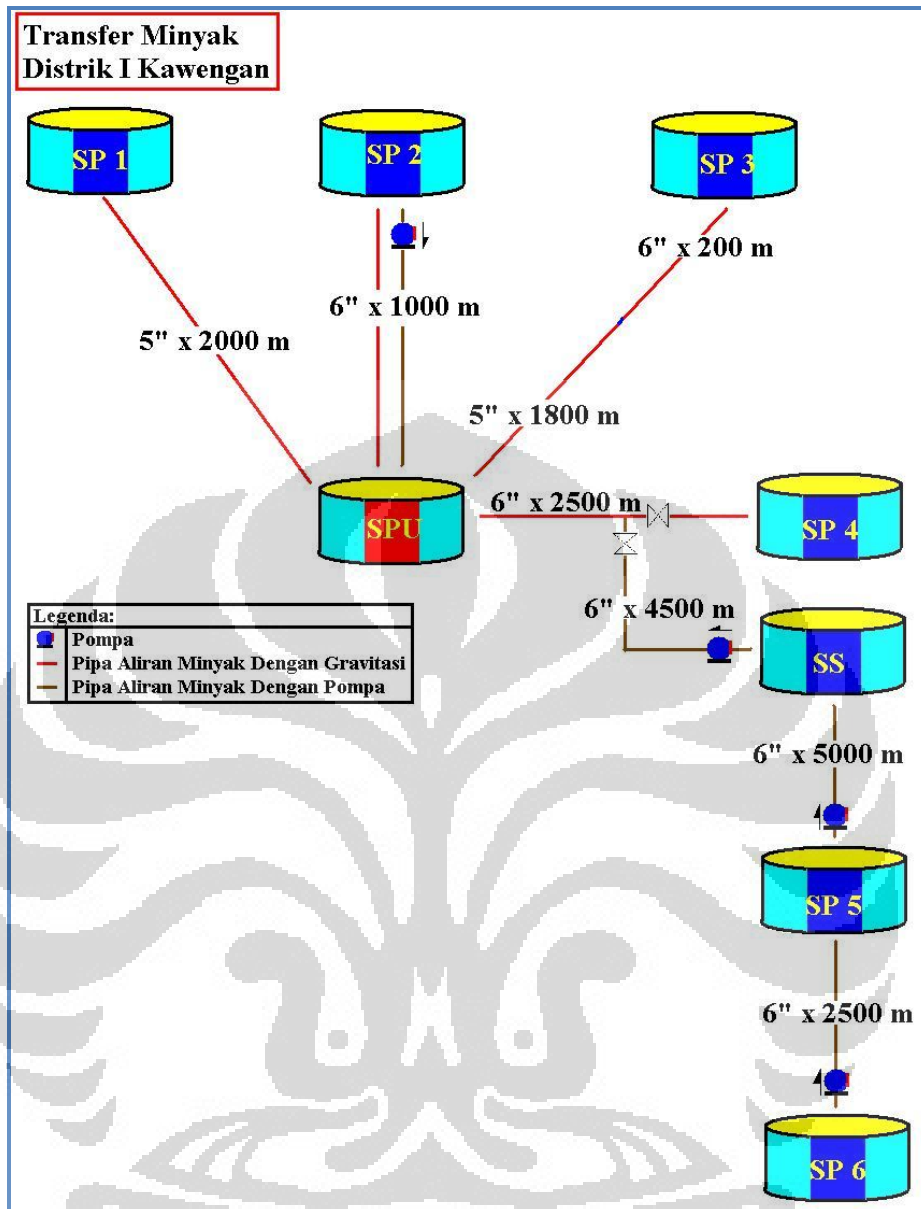 Transfer Minyak
Distrik I Kawengan
SP 1
SP 2
SP 3
6" x 200 m
6" x 1000 m
5" x 2000 m
5" x 1800 m
6" x 2500 m
SPU
SP 4
6" x 4500 m
SS
Legenda:
Pompa
Pipa Aliran Minyak Dengan Gravitasi
Pipa Aliran Minyak Dengan Pompa
6" x 5000 m
SP 5
6" x 2500 m
SP 6